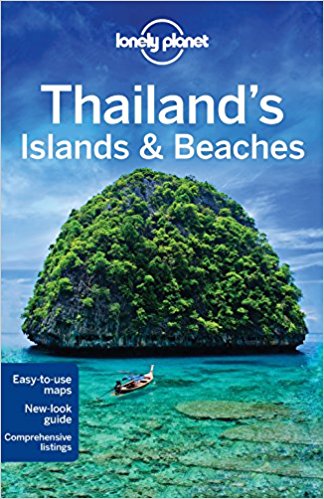 lonely planet
Thailand's
Islands & Beaches
Easy-to-use
maps
New-look
guide
Comprehensive
listings